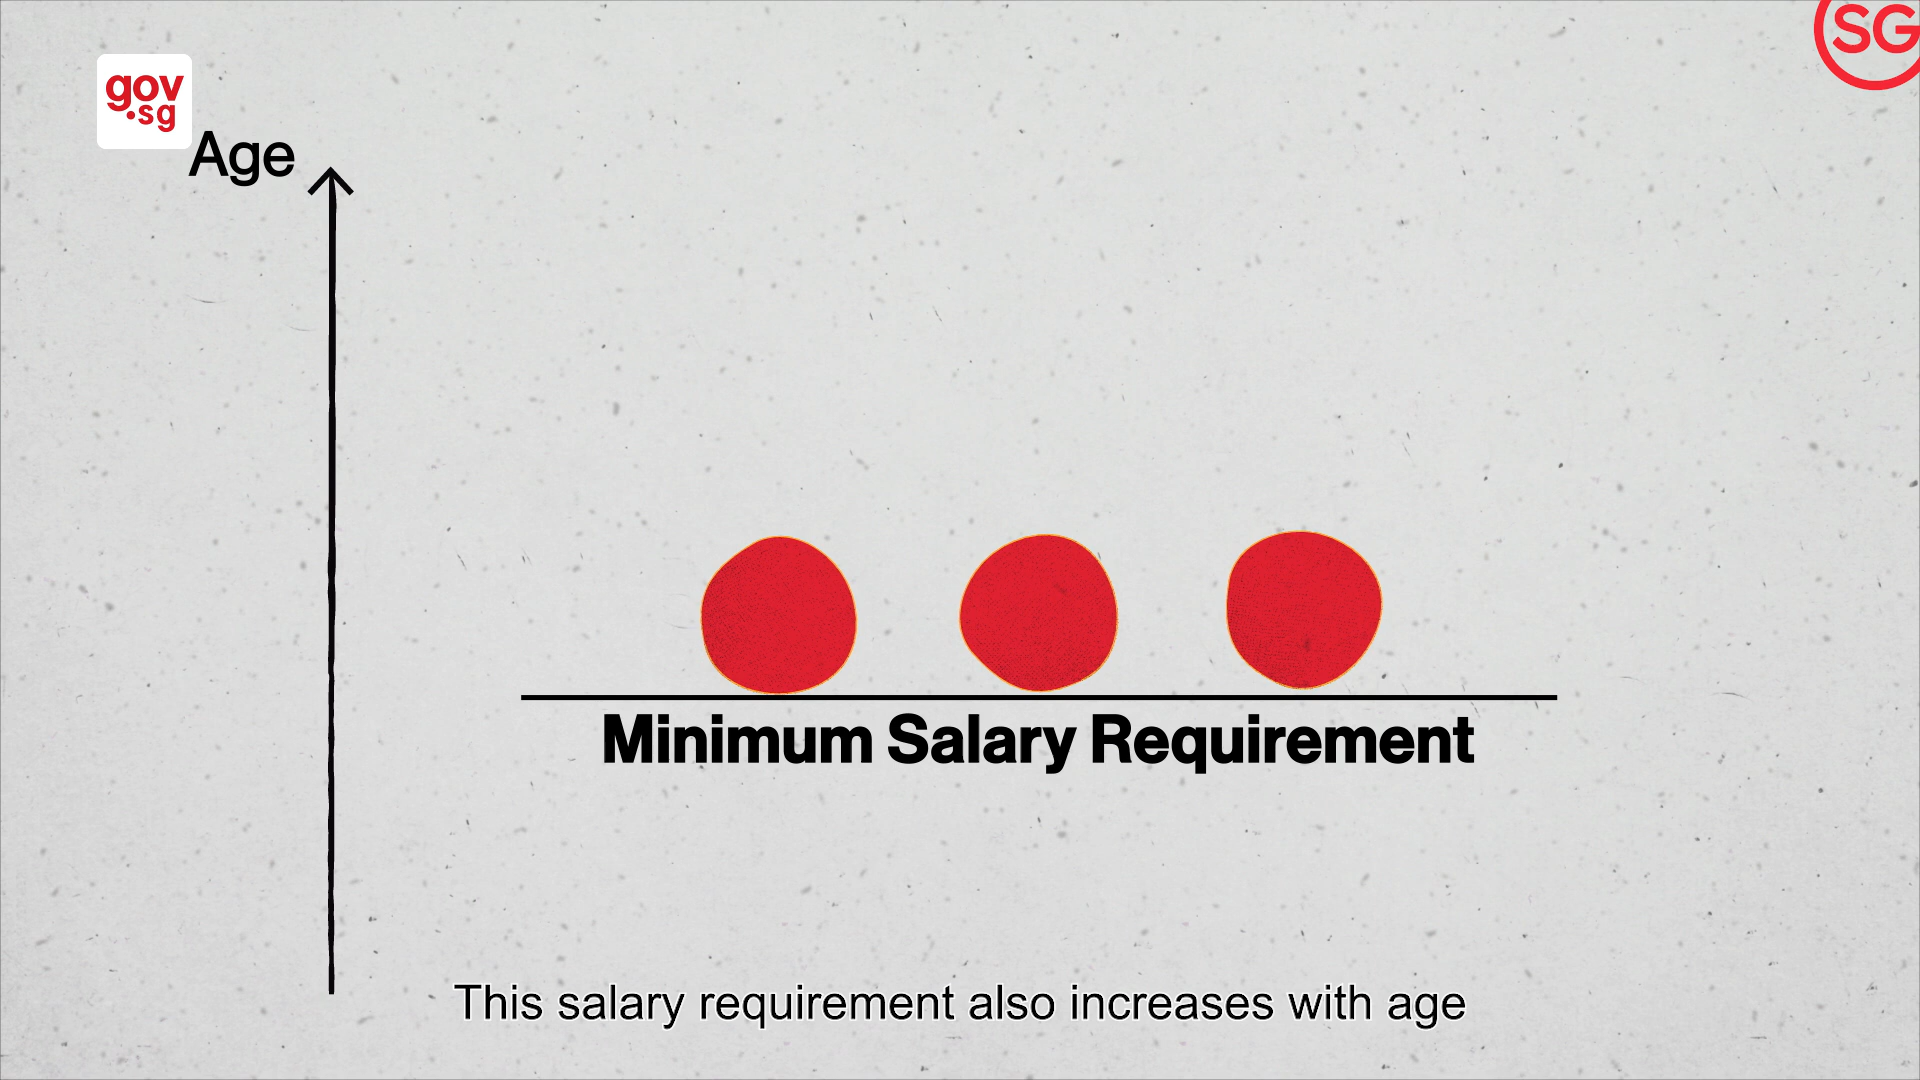 SG
gov
.sg
Age
Minimum Salary Requirement
This salary requirement also increases with age